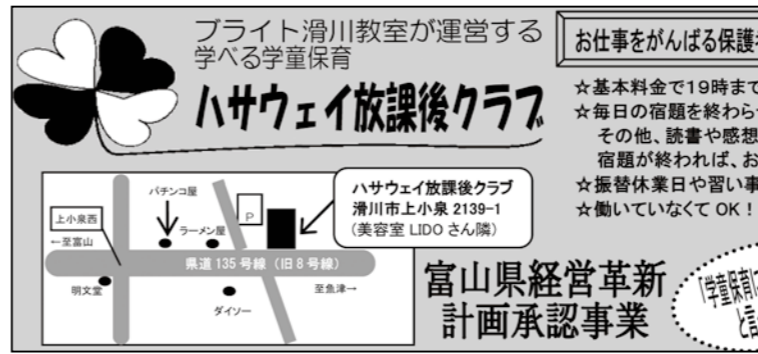 ブライト滑川教室が運営する
学べる学童保育
ハサウェイ放課後クラブ
お仕事をがんばる保護
☆基本料金で19時まで
☆毎日の宿題を終わら
その他、読書や感想
宿題が終われば、お
☆振替休業日や習い事
☆働いていなくて OK！
パチンコ屋
上小泉西
←至富山
ラーメン屋
P
ハサウェイ放課後クラブ
滑川市上小泉 2139-1
(美容室 LIDO さん隣)
県道 135 号線（旧 8 号線）
明文堂
ダイソー
至魚津→
富山県経営革新
計画承認事業
「学童保育に
と言